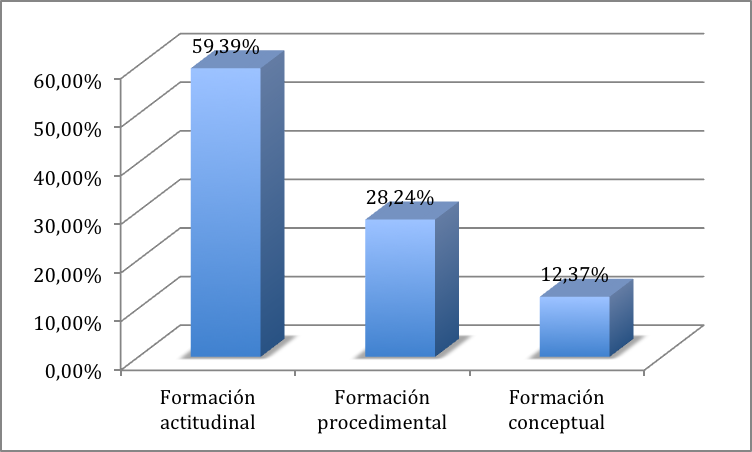 59,39%
60,00%
50,00%
28,24%
40,00%
30,00%
12,37%
20,00%
10,00%
0,00%
Formación
actitudinal
Formación
procedimental
Formación
conceptual